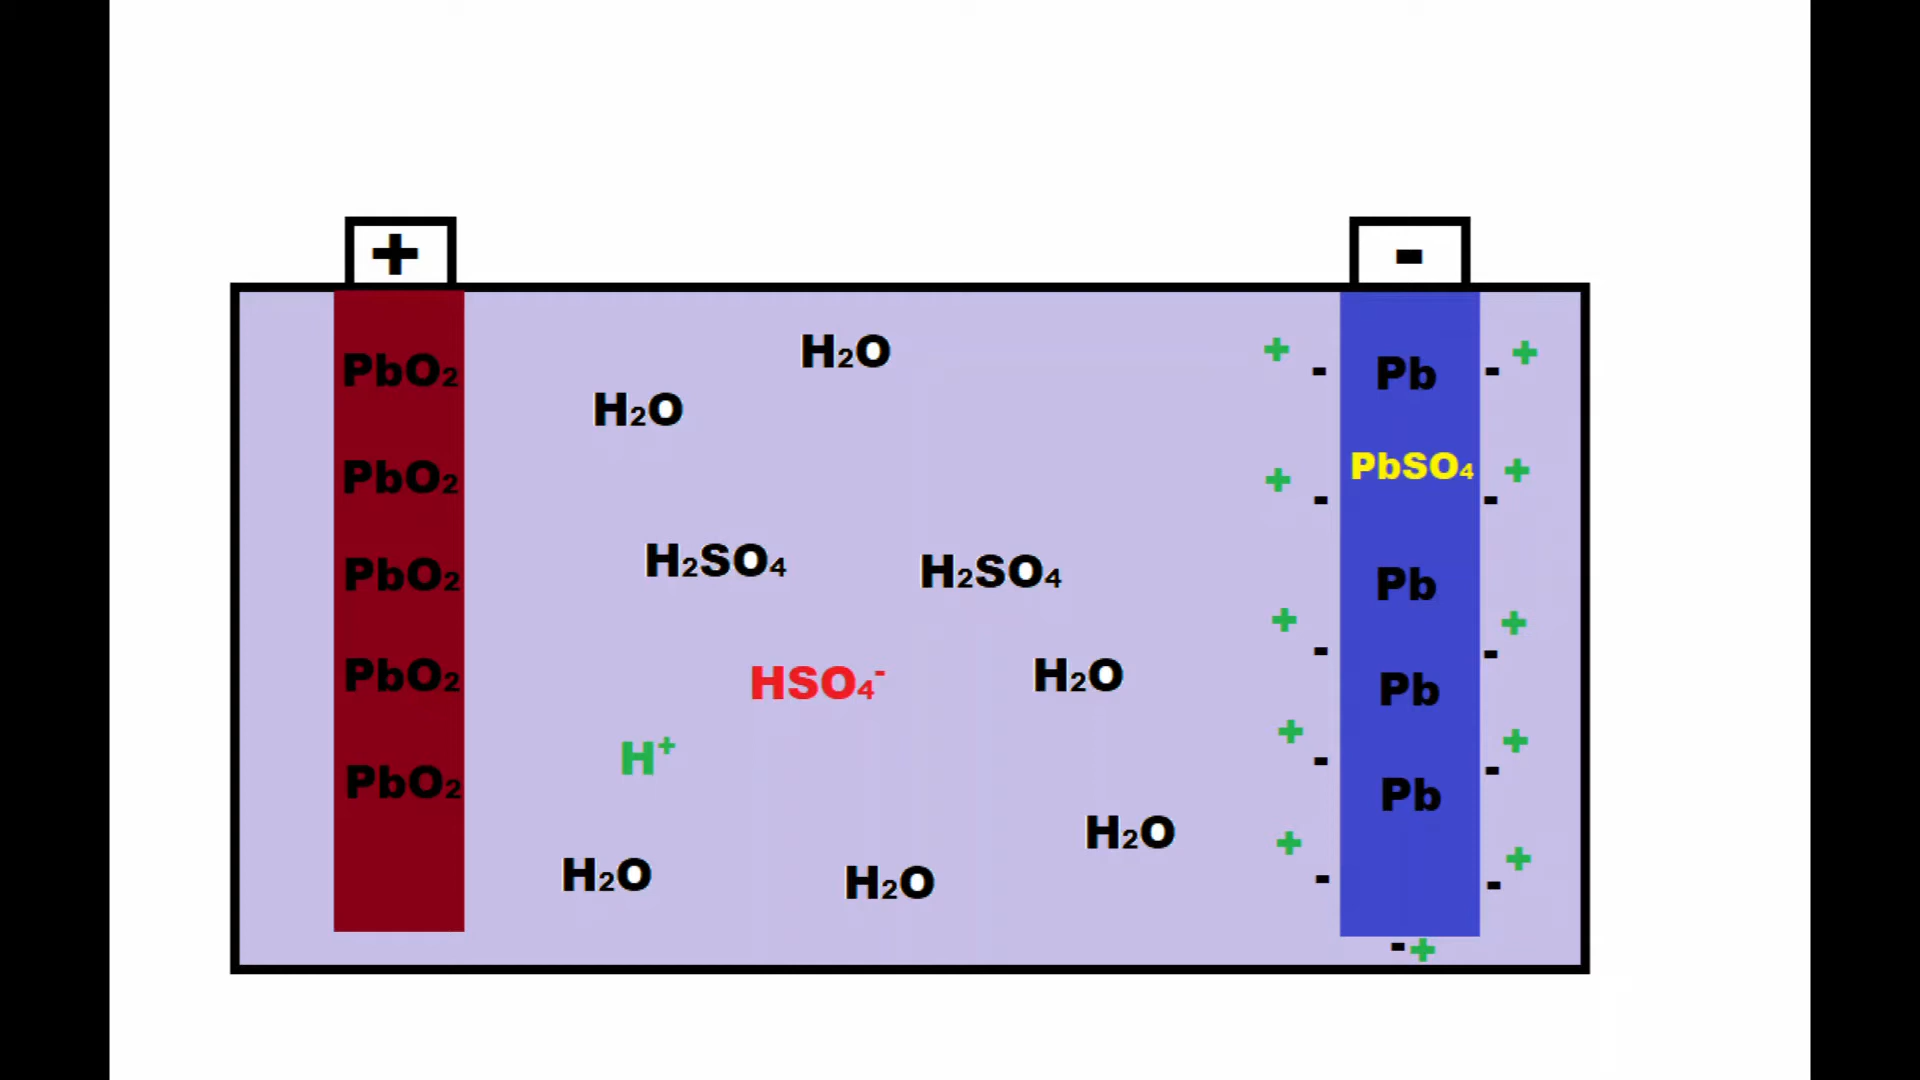 + -
H₂O
+ +
PbO₂ - Pb -
H₂O
PbSO₄
PbO₂ + +
- -
H₂SO₄ H₂SO₄
PbO₂ Pb
+ +
- -
PbO₂ HSO₄⁻ H₂O Pb
H⁺ + +
- -
PbO₂ Pb
H₂O + +
H₂O H₂O - -
- +